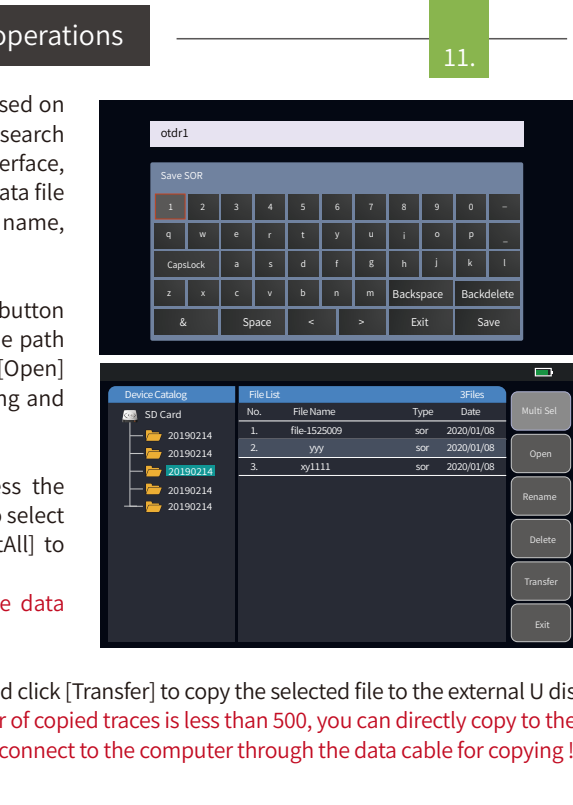 operations
11.
sed on
search
erface,
ata file
name,
button
e path
[Open]
ng and
ss the
o select
tAll] to
e data
otdr1
Save SOR
1 2 3 4 5 6 7 8 9 0 –
q w e r t y u i o p _
CapsLock a s d f g h j k l
z x c v b n m Backspace Backdelete
& Space < > Exit Save
Device Catalog File List 3Files
SD Card
20190214
20190214
20190214
20190214
20190214
No. File Name Type Date
1. file-1525009 sor 2020/01/08
2. yyy sor 2020/01/08
3. xy1111 sor 2020/01/08
Multi Sel
Open
Rename
Delete
Transfer
Exit
d click [Transfer] to copy the selected file to the external U dis
r of copied traces is less than 500, you can directly copy to the
connect to the computer through the data cable for copying !